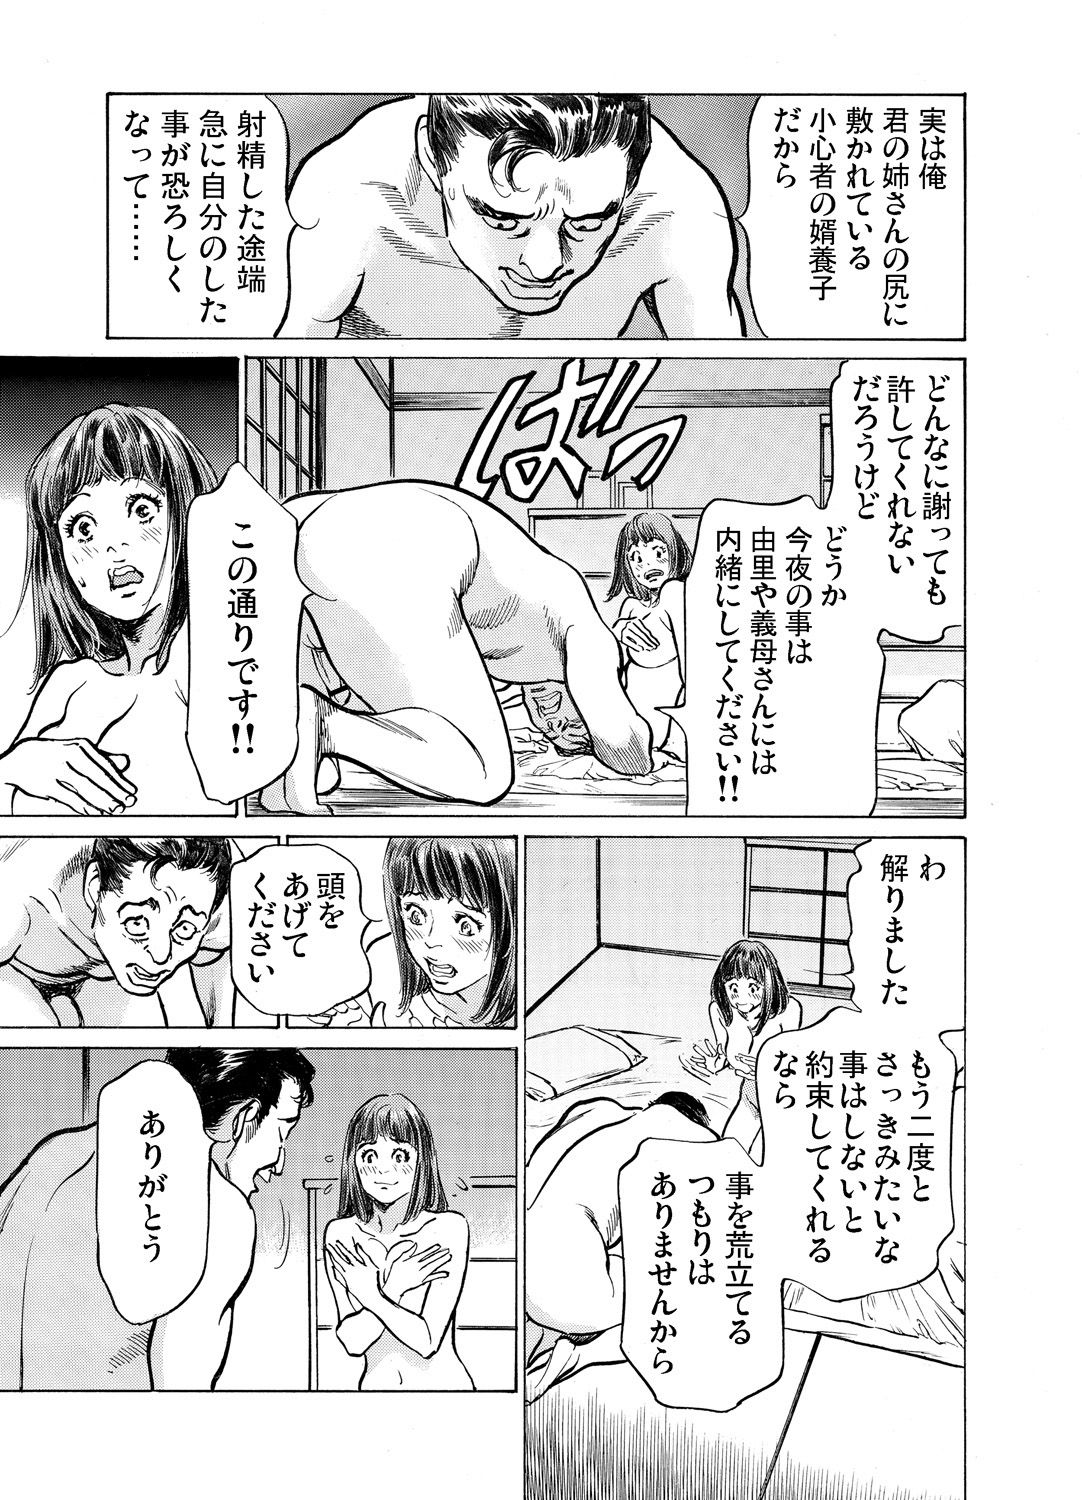 実は俺
君の姉さんの尻に
敷かれている
小心者の婿養子
だから
射精した途端
急に自分のした
事が恐ろしく
なって……
どんなに謝っても
許してくれない
だろうけど
どうか
今夜の事は
由里や義母さんには
内緒にしてください!!
ばっ
この通りです!!
わ
解りました
もう二度と
さっきみたいな
事はしないと
約束してくれる
なら
事を荒立てる
つもりは
ありませんから
頭を
あげて
ください
ありがとう